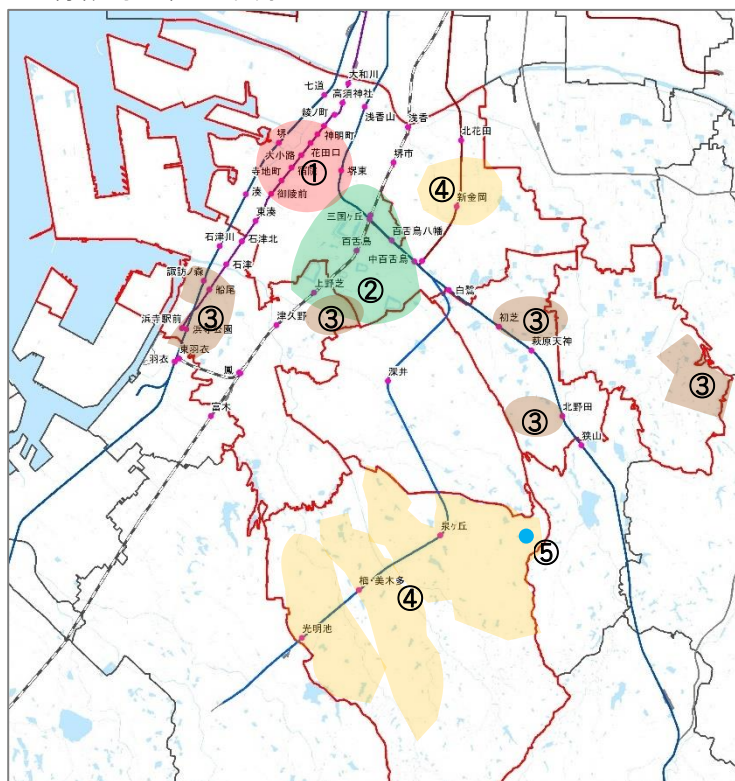 大和川
七道
高須神社
綾ノ町
浅香山
浅香
神明町
堺
北花田
花田口
大小路
堺市
宿院
寺地町
①
堺東
④
新金岡
湊
御陵前
東湊
三国ヶ丘
百舌鳥八幡
石津川
石津北
百舌鳥
中百舌鳥
石津
諏訪ノ森
船尾
上野芝
②
白鷺
③
浜寺駅前
浜寺公園
津久野
③
初芝
③
東羽衣
羽衣
萩原天神
鳳
深井
③
富木
③
北野田
狭山
泉ヶ丘
⑤
栂・美木多
④
光明池